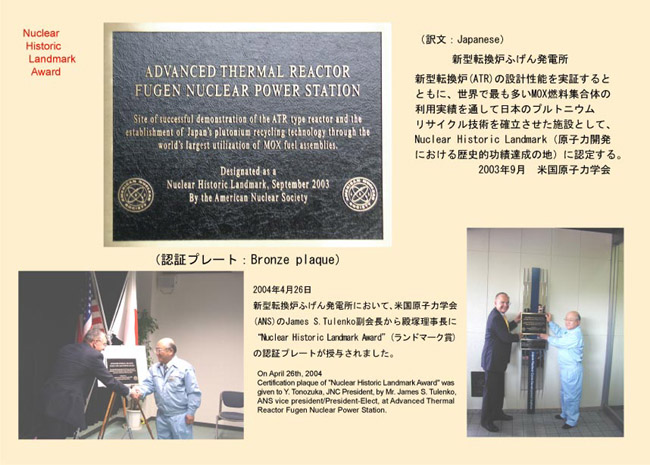 Nuclear
Historic
Landmark
Award
ADVANCED THERMAL REACTOR
FUGEN NUCLEAR POWER STATION
Site of successful demonstration of the ATR type reactor and the
establishment of Japan's plutonium recycling technology through the
world's largest utilization of MOX fuel assemblies.
Designated as a
Nuclear Historic Landmark, September 2003
By the American Nuclear Society
(訳文：Japanese)
新型転換炉ふげん発電所
新型転換炉(ATR)の設計性能を実証すると
ともに、世界で最も多いMOX燃料集合体の
利用実績を通して日本のプルトニウム
リサイクル技術を確立させた施設として、
Nuclear Historic Landmark (原子力開発
における歴史的功績達成の地) に認定する。
2003年9月　米国原子力学会
(認証プレート：Bronze plaque)
2004年4月26日
新型転換炉ふげん発電所において、米国原子力学会
(ANS)のJames S.Tulenko副会長から殿塚理事長に
"Nuclear Historic Landmark Award" (ランドマーク賞)
の認証プレートが授与されました。
On April 26th, 2004
Certification plaque of "Nuclear Historic Landmark Award" was
given to Y. Tonozuka, JNC President, by Mr. James S. Tulenko,
ANS vice president/President-Elect, at Advanced Thermal
Reactor Fugen Nuclear Power Station.